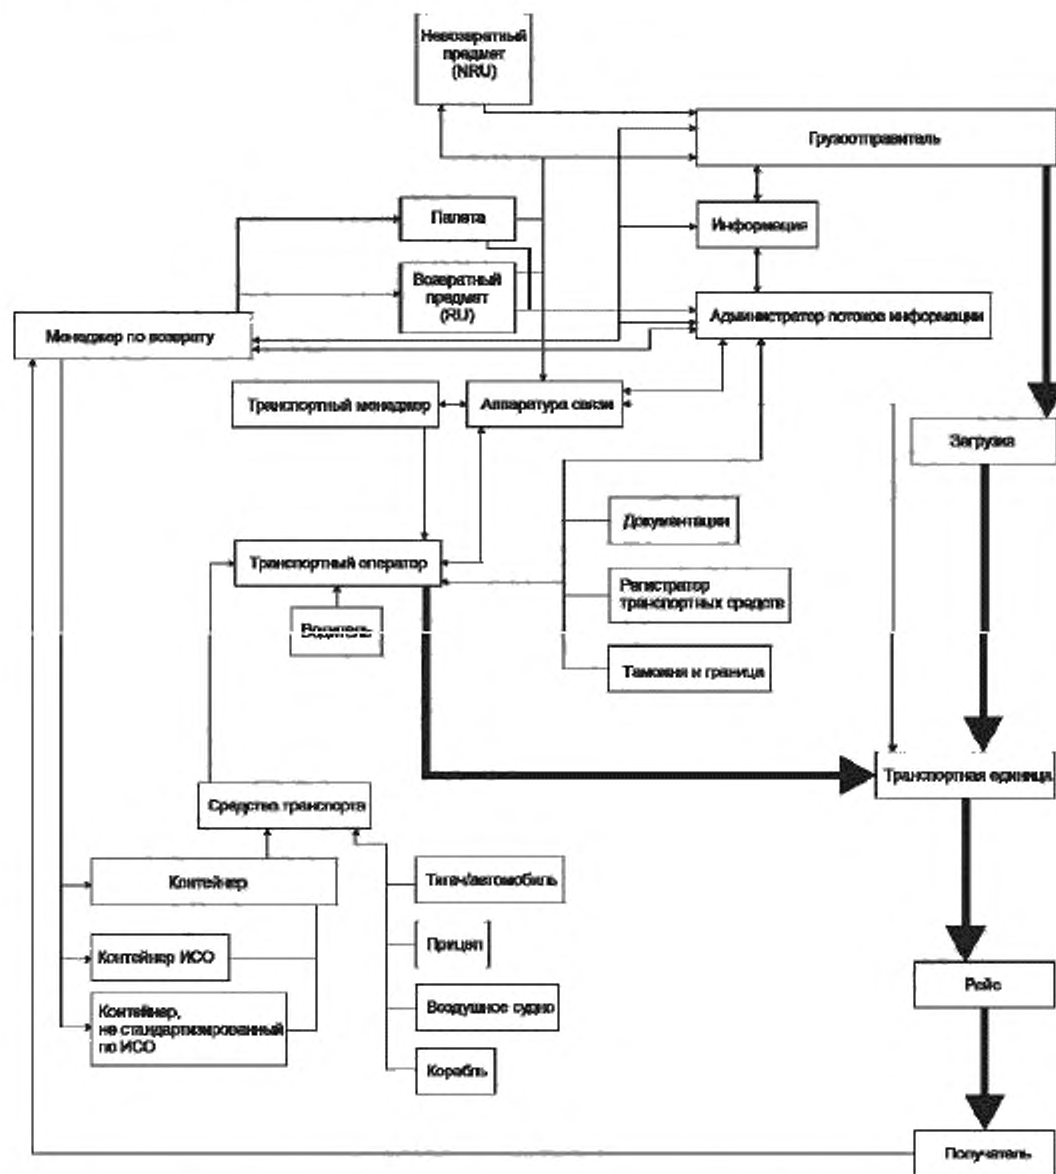 Невозвратный
предмет
(NRU)
Грузоотправитель
Палета
Информация
Возвратный
предмет
(RU)
Администратор потоков информации
Менеджер по возврату
Транспортный менеджер
Аппаратура связи
Загрузка
Документации
Транспортный оператор
Регистратор
транспортных средств
Водитель
Таможня и граница
Транспортная единица
Средства транспорта
Контейнер
Тягач/автомобиль
Прицеп
Контейнер ИСО
Рейс
Воздушное судно
Контейнер,
не стандартизированный
по ИСО
Корабль
Получатель